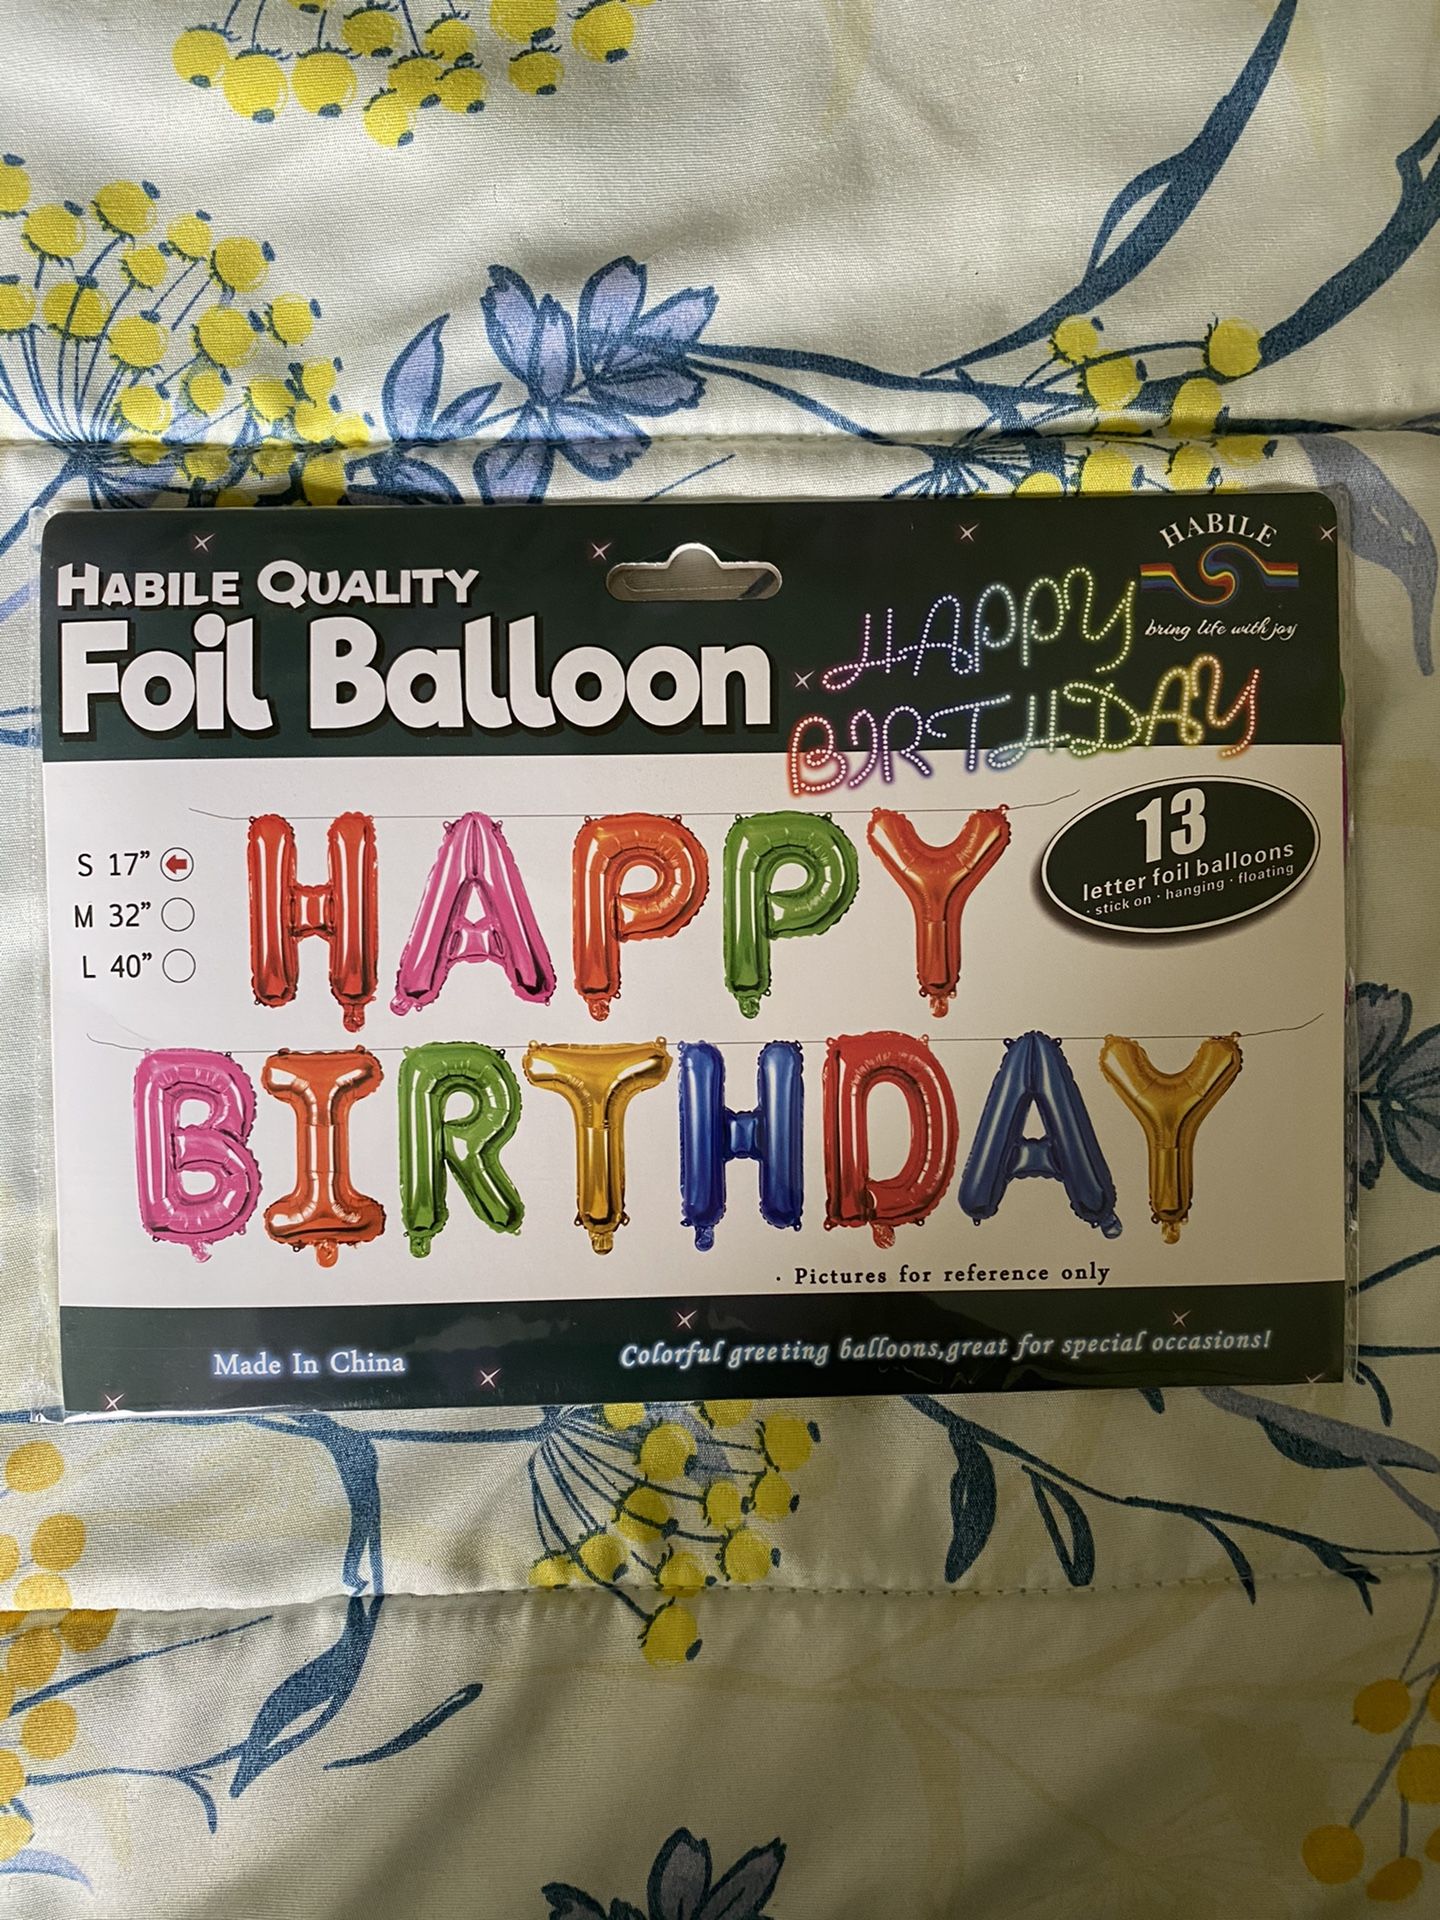 HABILE
bring life with joy
HABILE QUALITY
Foil Balloon
HAPPY
BIRTHDAY
13
letter foil balloons
· stick on · hanging · floating
S 17”
M 32”
L 40”
HAPPY
BIRTHDAY
· Pictures for reference only
Made In China
Colorful greeting balloons,great for special occasions!